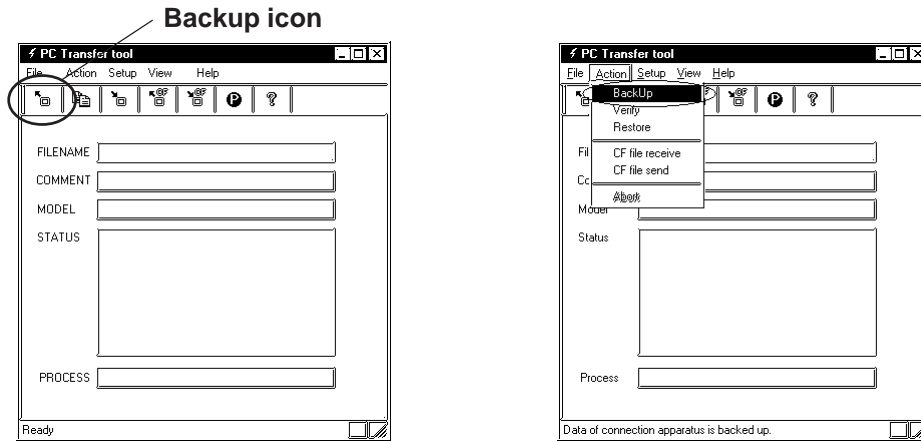 Backup icon
PC Transfer tool
File Action Setup View Help
FILENAME
COMMENT
MODEL
STATUS
PROCESS
Ready
PC Transfer tool
File Action Setup View Help
BackUp
Verify
Restore
CF file receive
CF file send
Abort
Model
Status
Process
Data of connection apparatus is backed up.